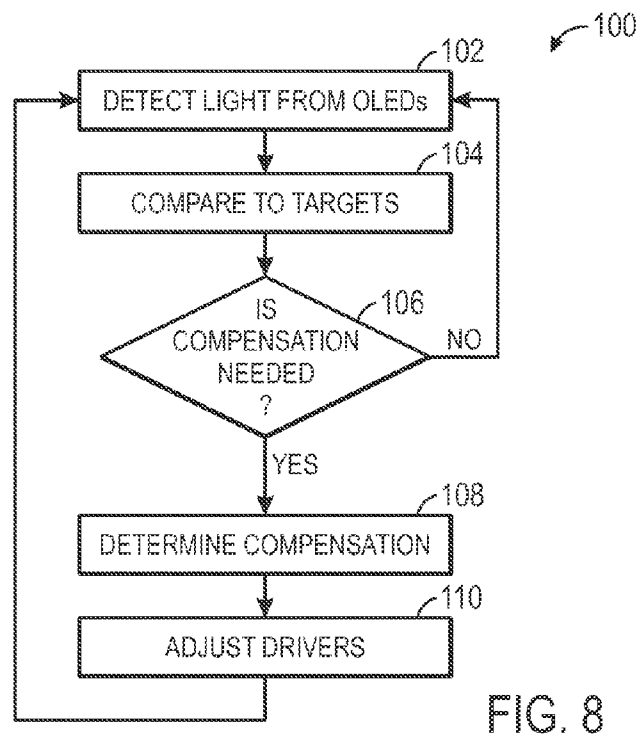 100
102
DETECT LIGHT FROM OLEDs
104
COMPARE TO TARGETS
106
IS
COMPENSATION
NEEDED
?
NO
YES
108
DETERMINE COMPENSATION
110
ADJUST DRIVERS
FIG. 8